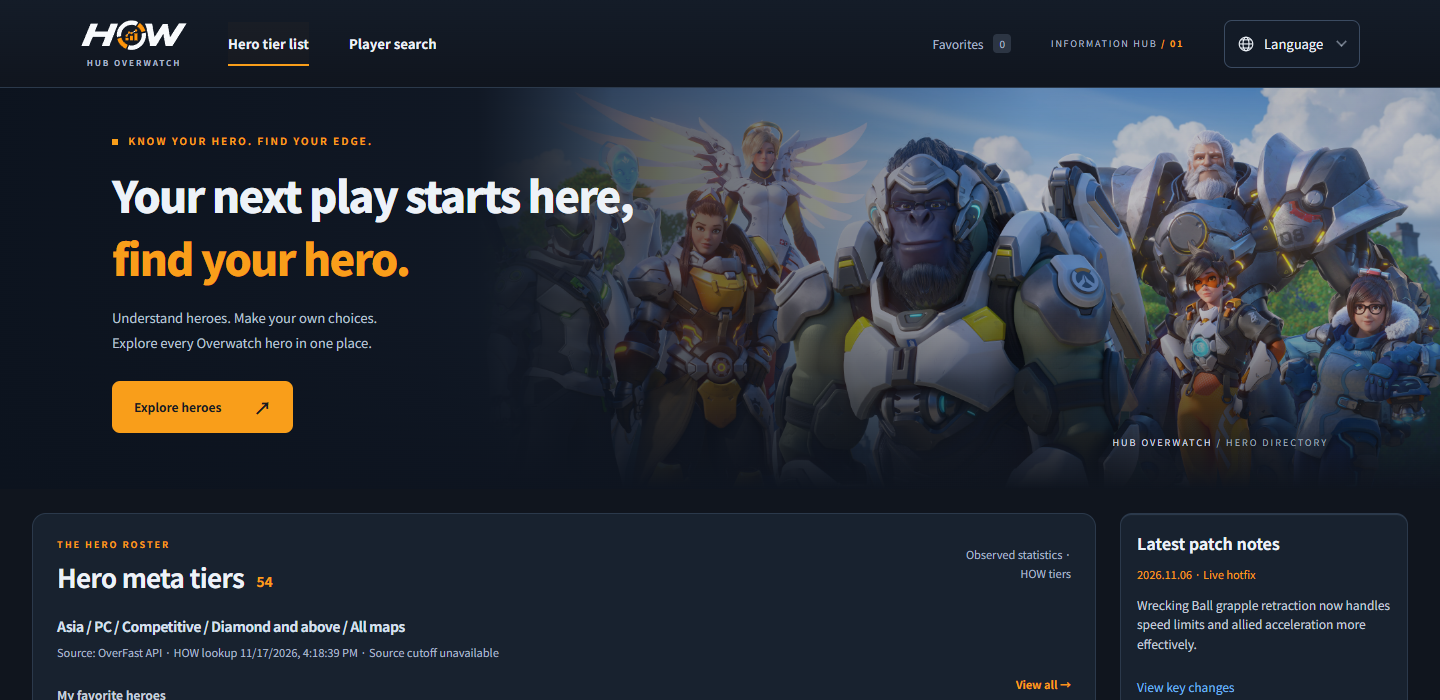 HOW
HUB OVERWATCH
Hero tier list
Player search
Favorites 0
INFORMATION HUB / 01
Language
KNOW YOUR HERO. FIND YOUR EDGE.
Your next play starts here,
find your hero.
Understand heroes. Make your own choices.
Explore every Overwatch hero in one place.
Explore heroes ↗
08
HUB OVERWATCH / HERO DIRECTORY
THE HERO ROSTER
Hero meta tiers 54
Observed statistics ·
HOW tiers
Asia / PC / Competitive / Diamond and above / All maps
Source: OverFast API · HOW lookup 11/17/2026, 4:18:39 PM · Source cutoff unavailable
My favorite heroes
View all →
Latest patch notes
2026.11.06 · Live hotfix
Wrecking Ball grapple retraction now handles
speed limits and allied acceleration more
effectively.
View key changes